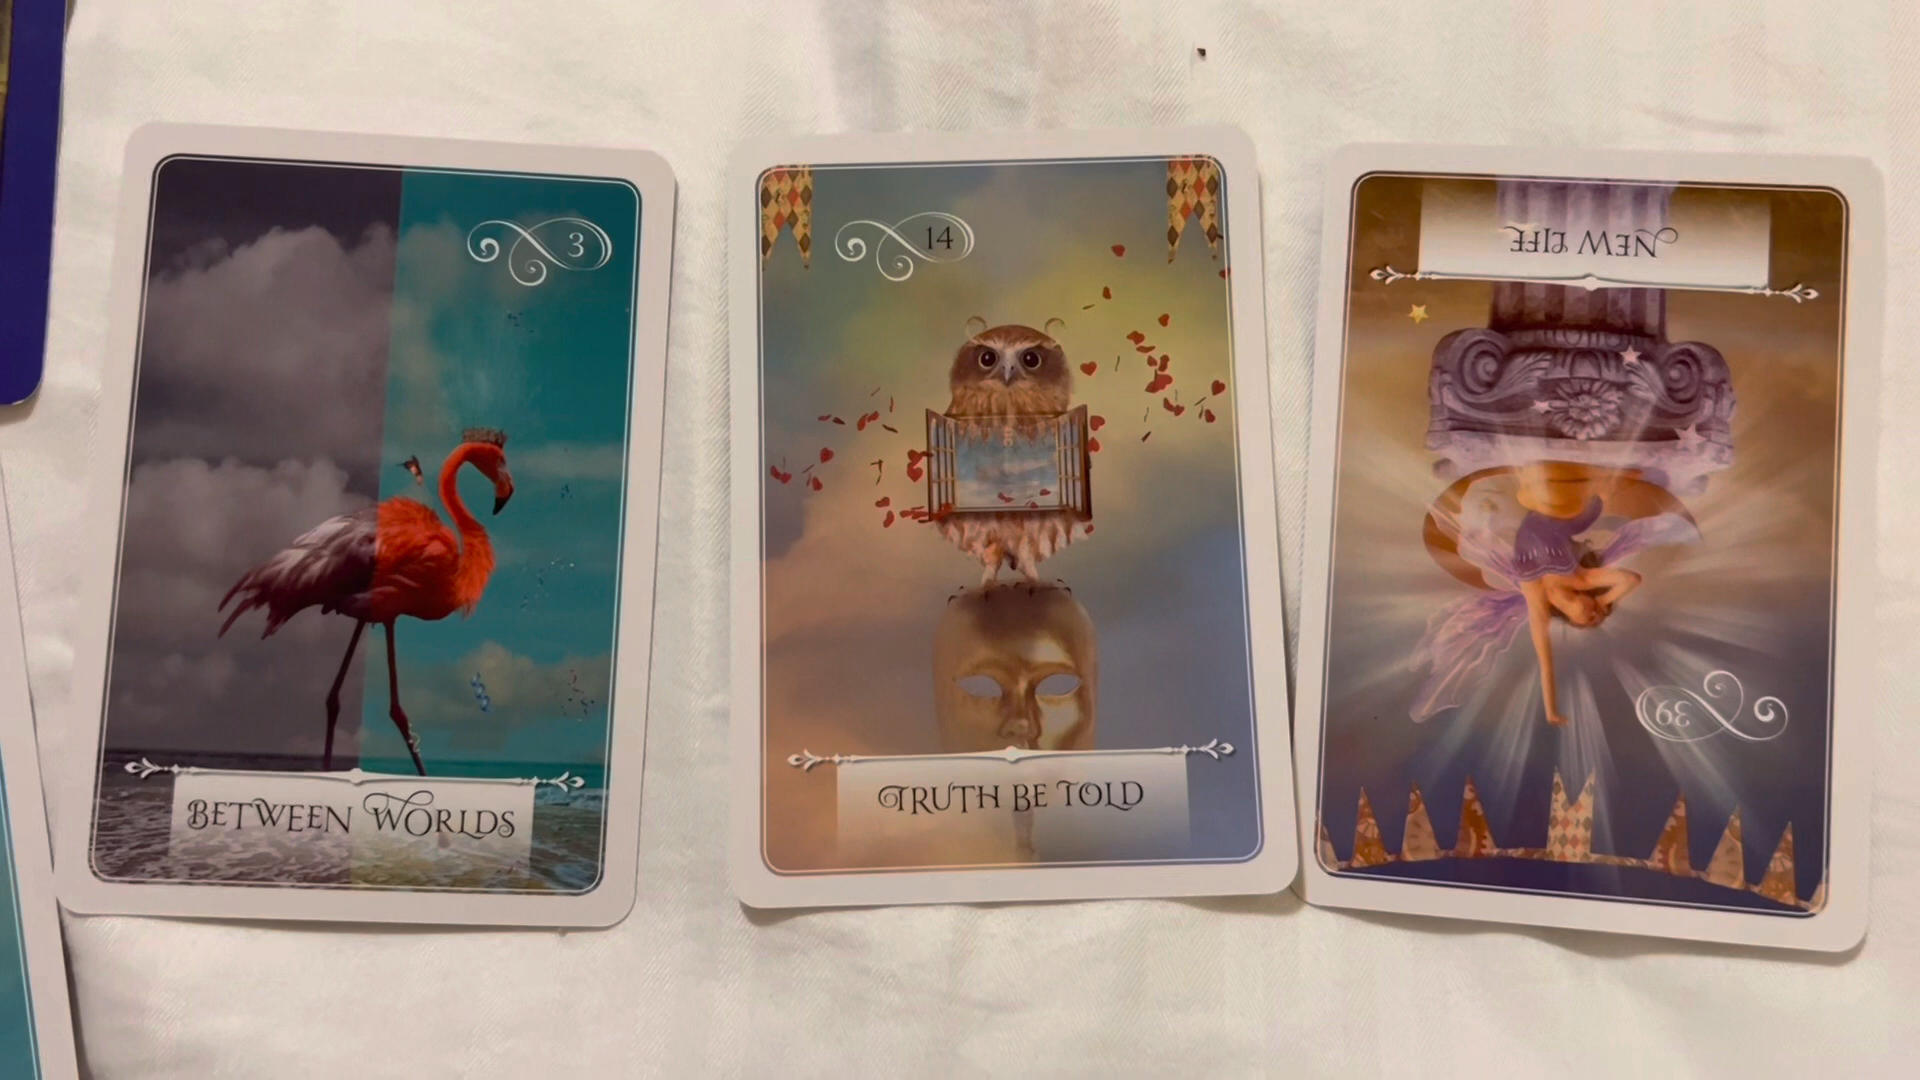 3
BETWEEN WORLDS
14
TRUTH BE TOLD
NEW LIFE
39